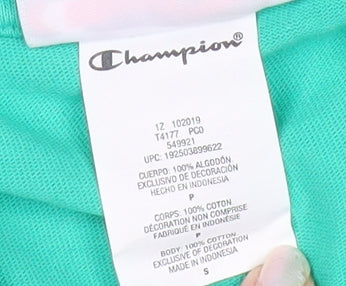 Champion®
1Z 102019
T4177 PC0
549921
UPC: 192503899622
CUERPO: 100% ALGODÓN
EXCLUSIVO DE DECORACIÓN
HECHO EN INDONESIA
P
CORPS: 100% COTON
DÉCORATION NON COMPRISE
FABRIQUÉ EN INDONÉSIE
P
BODY: 100% COTTON
EXCLUSIVE OF DECORATION
MADE IN INDONESIA
S